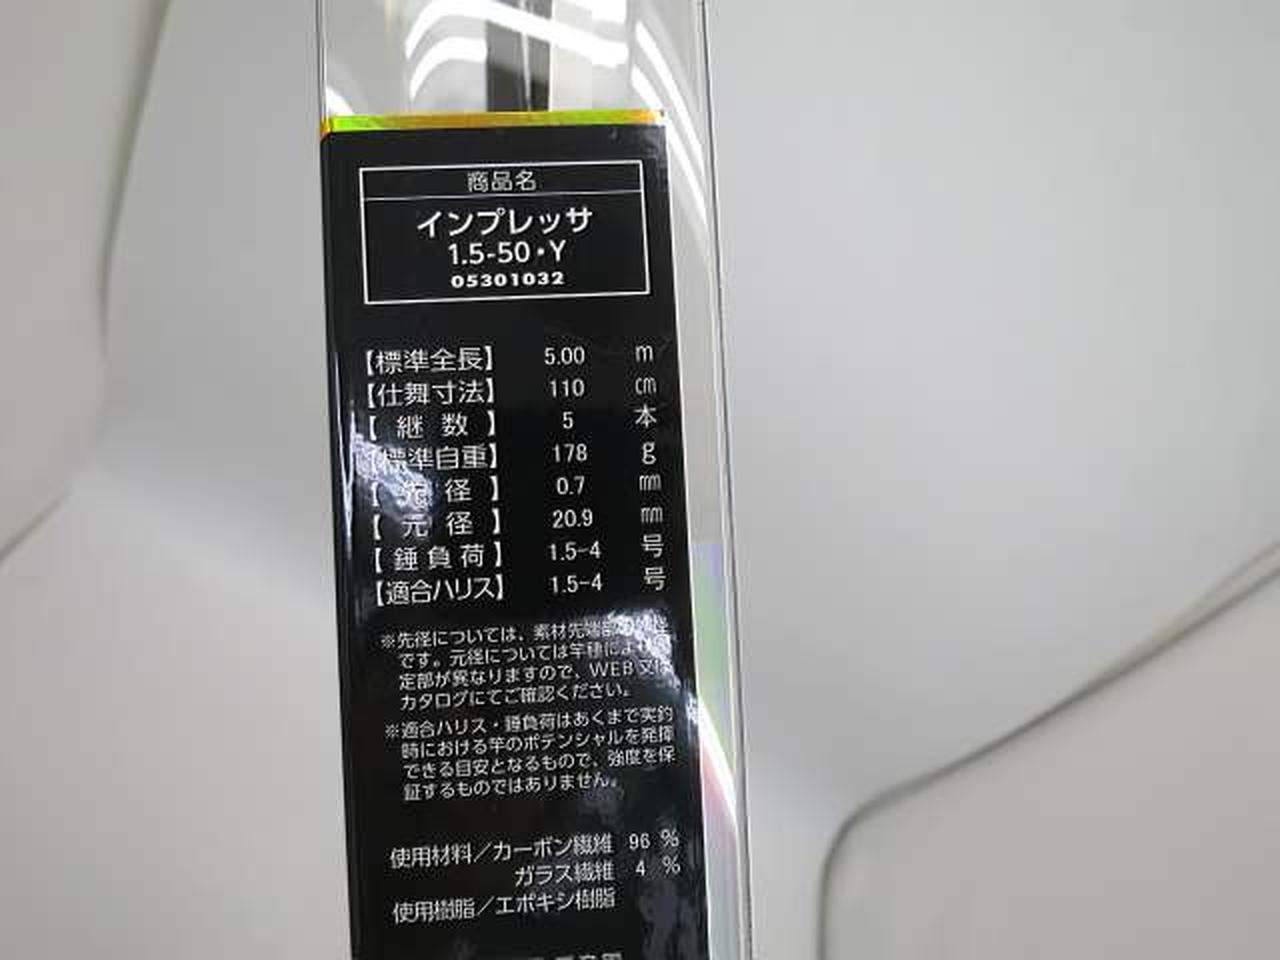 商品名
インプレッサ
1.5-50・Y
05301032
【標準全長】 5.00 m
【仕舞寸法】 110 cm
【継数】 5 本
【標準自重】 178 g
【先径】 0.7 mm
【元径】 20.9 mm
【錘負荷】 1.5-4 号
【適合ハリス】 1.5-4 号
※先径については、素材先端部の外径
です。元径については竿種により
定部が異なりますので、WEB又は
カタログにてご確認ください。
※適合ハリス・錘負荷はあくまで実釣
時における竿のポテンシャルを発揮
できる目安となるもので、強度を保
証するものではありません。
使用材料／カーボン繊維 96 %
ガラス繊維 4 %
使用樹脂／エポキシ樹脂